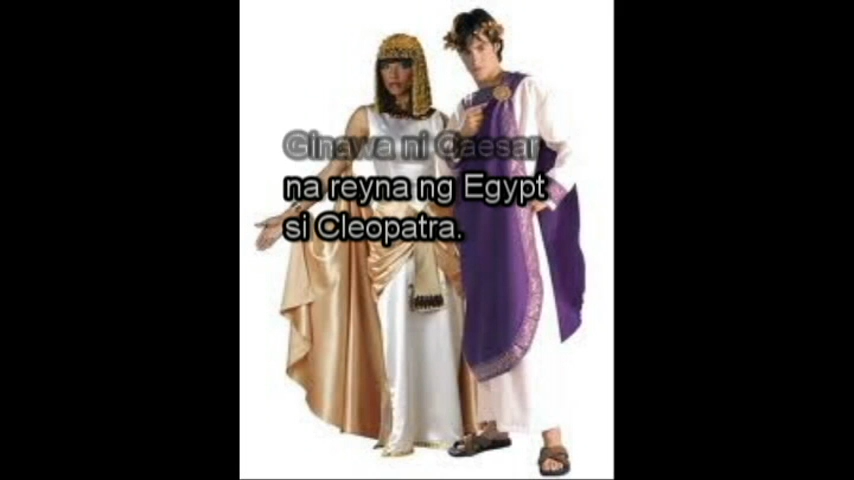 Ginawa ni Caesar
na reyna ng Egypt
si Cleopatra.